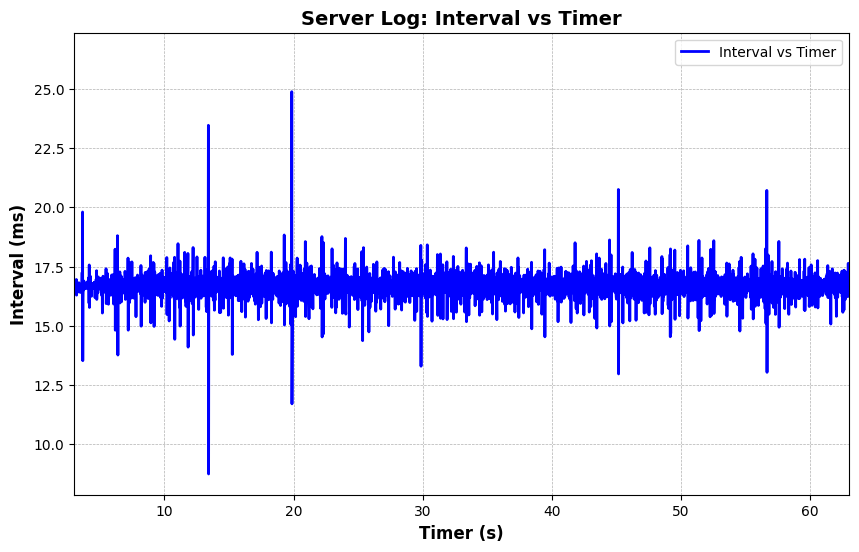 Server Log: Interval vs Timer
Interval vs Timer
25.0
22.5
20.0
17.5
15.0
12.5
10.0
Interval (ms)
10 20 30 40 50 60
Timer (s)